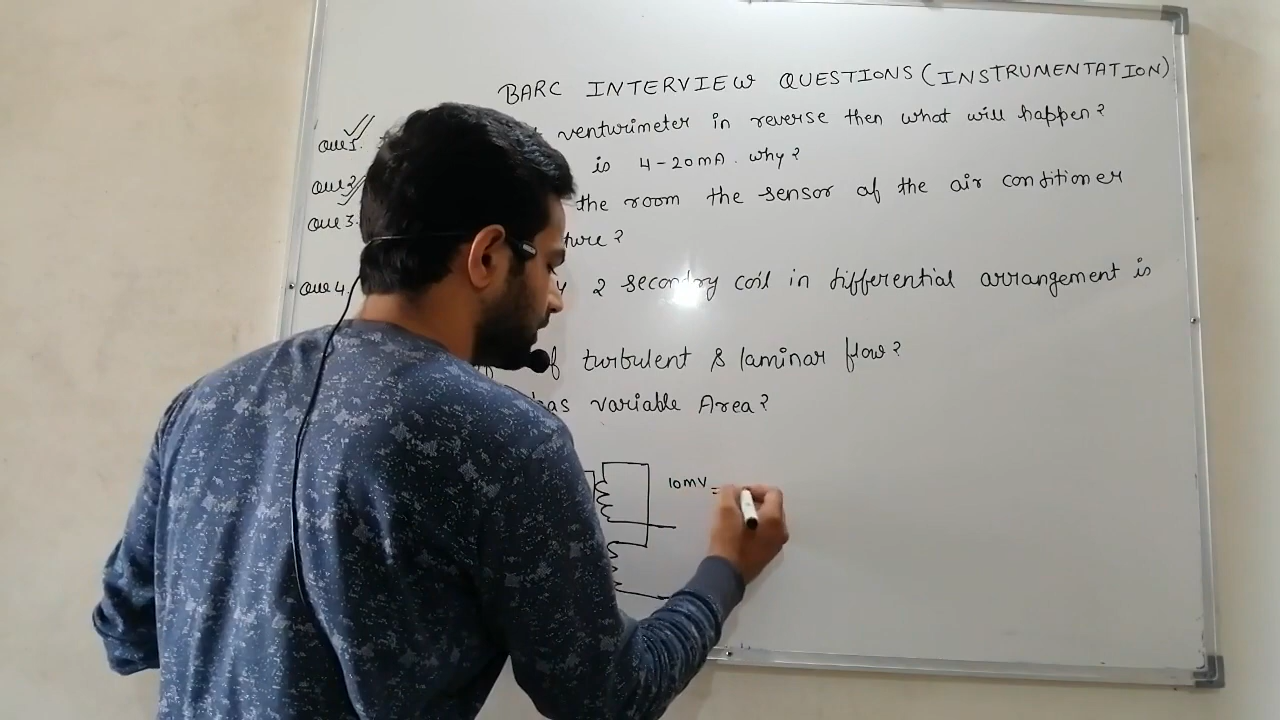 BARC INTERVIEW QUESTIONS (INSTRUMENTATION)
Que 1. venturimeter in reverse then what will happen?
Que 2. is 4-20mA. why?
Que 3. the room the sensor of the air conditioner
ture?
Que 4. 2 secondry coil in differential arrangement is
of turbulent & laminar flow?
has variable Area?
10mV =